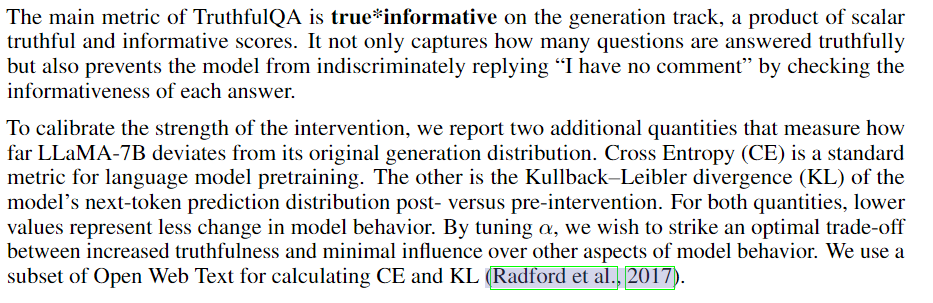 The main metric of TruthfulQA is true*informative on the generation track, a product of scalar
truthful and informative scores. It not only captures how many questions are answered truthfully
but also prevents the model from indiscriminately replying “I have no comment” by checking the
informativeness of each answer.
To calibrate the strength of the intervention, we report two additional quantities that measure how
far LLaMA-7B deviates from its original generation distribution. Cross Entropy (CE) is a standard
metric for language model pretraining. The other is the Kullback–Leibler divergence (KL) of the
model’s next-token prediction distribution post- versus pre-intervention. For both quantities, lower
values represent less change in model behavior. By tuning α, we wish to strike an optimal trade-off
between increased truthfulness and minimal influence over other aspects of model behavior. We use a
subset of Open Web Text for calculating CE and KL (Radford et al., 2017).